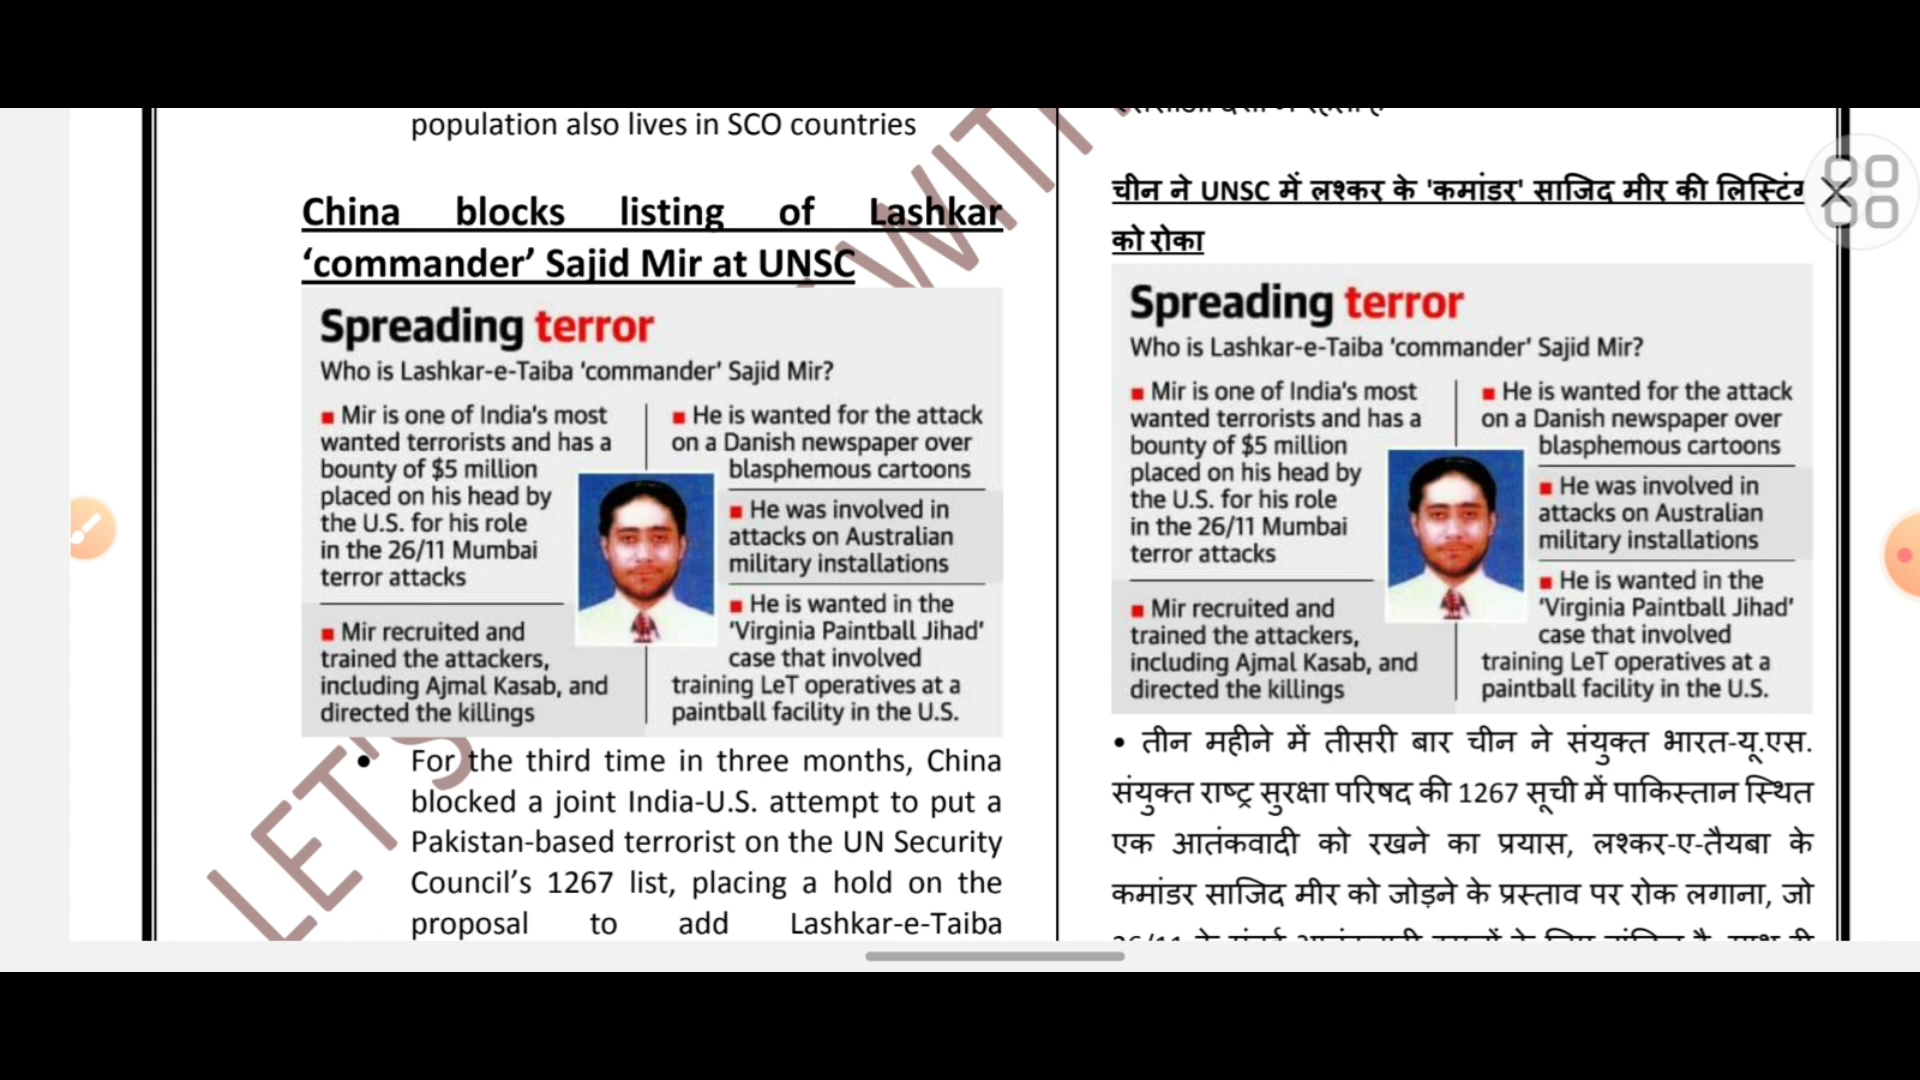 population also lives in SCO countries
China blocks listing of Lashkar
‘commander’ Sajid Mir at UNSC
Spreading terror
Who is Lashkar-e-Taiba ‘commander’ Sajid Mir?
■ Mir is one of India’s most
wanted terrorists and has a
bounty of $5 million
placed on his head by
the U.S. for his role
in the 26/11 Mumbai
terror attacks
■ Mir recruited and
trained the attackers,
including Ajmal Kasab, and
directed the killings
■ He is wanted for the attack
on a Danish newspaper over
blasphemous cartoons
■ He was involved in
attacks on Australian
military installations
■ He is wanted in the
‘Virginia Paintball Jihad’
case that involved
training LeT operatives at a
paintball facility in the U.S.
• For the third time in three months, China
blocked a joint India-U.S. attempt to put a
Pakistan-based terrorist on the UN Security
Council’s 1267 list, placing a hold on the
proposal to add Lashkar-e-Taiba
चीन ने UNSC में लश्कर के 'कमांडर' साजिद मीर की लिस्टिंग
को रोका
Spreading terror
Who is Lashkar-e-Taiba ‘commander’ Sajid Mir?
■ Mir is one of India’s most
wanted terrorists and has a
bounty of $5 million
placed on his head by
the U.S. for his role
in the 26/11 Mumbai
terror attacks
■ Mir recruited and
trained the attackers,
including Ajmal Kasab, and
directed the killings
■ He is wanted for the attack
on a Danish newspaper over
blasphemous cartoons
■ He was involved in
attacks on Australian
military installations
■ He is wanted in the
‘Virginia Paintball Jihad’
case that involved
training LeT operatives at a
paintball facility in the U.S.
• तीन महीने में तीसरी बार चीन ने संयुक्त भारत-यू.एस.
संयुक्त राष्ट्र सुरक्षा परिषद की 1267 सूची में पाकिस्तान स्थित
एक आतंकवादी को रखने का प्रयास, लश्कर-ए-तैयबा के
कमांडर साजिद मीर को जोड़ने के प्रस्ताव पर रोक लगाना, जो
LET'S
WITH